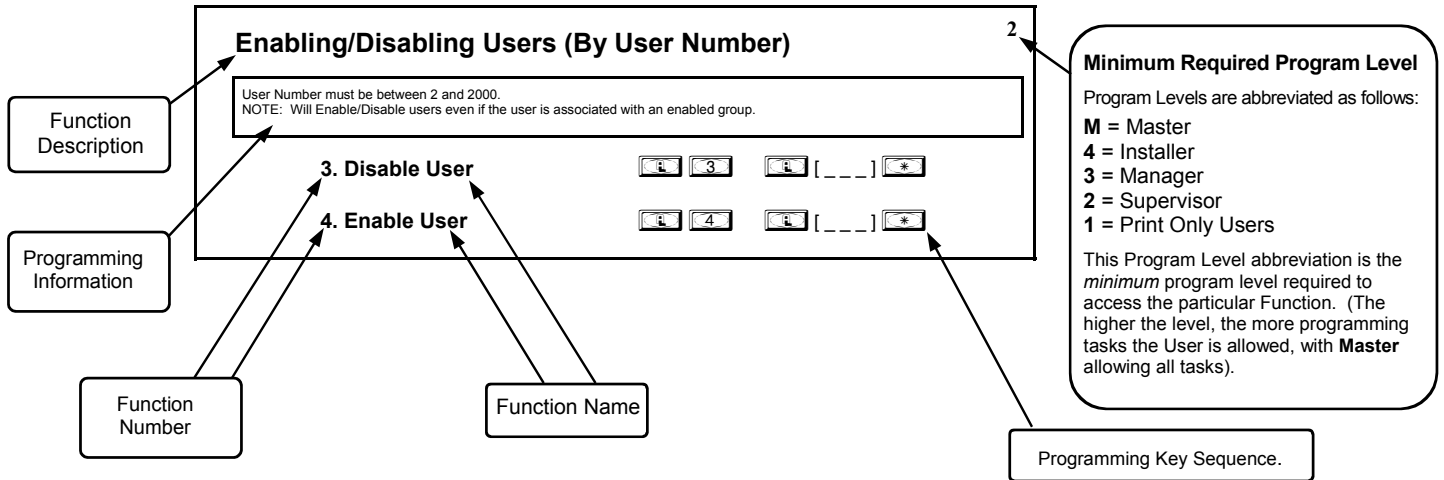 Enabling/Disabling Users (By User Number)
2
User Number must be between 2 and 2000.
NOTE: Will Enable/Disable users even if the user is associated with an enabled group.
3. Disable User
3
[ _ _ _ ]
*
4. Enable User
4
[ _ _ _ ]
*
Function
Description
Programming
Information
Function
Number
Function Name
Programming Key Sequence.
Minimum Required Program Level
Program Levels are abbreviated as follows:
M = Master
4 = Installer
3 = Manager
2 = Supervisor
1 = Print Only Users
This Program Level abbreviation is the
minimum program level required to
access the particular Function. (The
higher the level, the more programming
tasks the User is allowed, with Master
allowing all tasks).